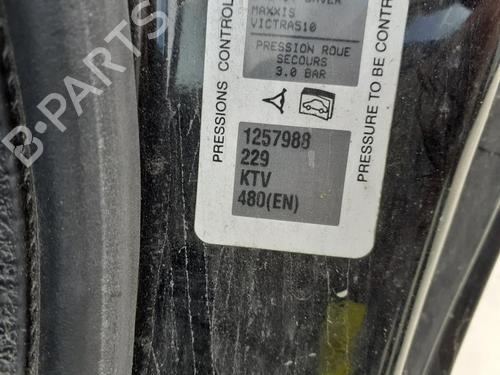 MAXXIS
VICTRA510
PRESSION ROUE
SECOURS
3.0 BAR
PRESSIONS CONTROL
PRESSURE TO BE CONTR
1257988
229
KTV
480(EN)
B-PARTS